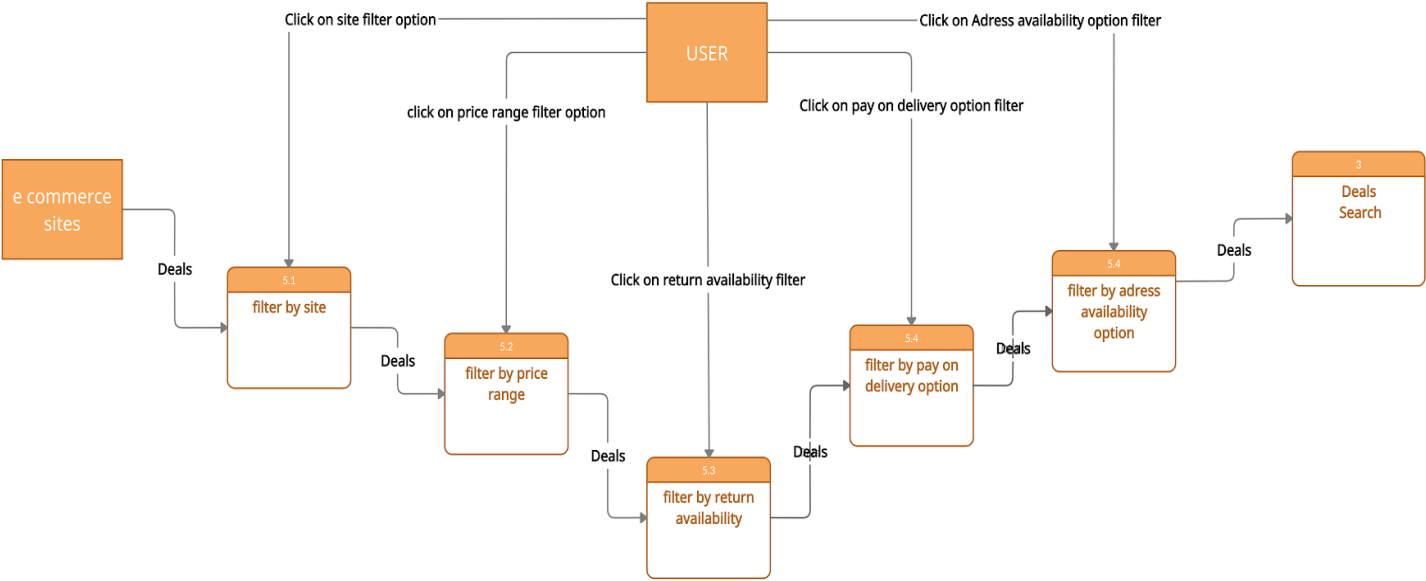 Click on site filter option
USER
Click on Adress availability option filter
click on price range filter option
Click on pay on delivery option filter
e commerce
sites
3
Deals
Search
Deals
5.1
filter by site
Click on return availability filter
Deals
5.4
filter by adress
availability
option
Deals
5.2
filter by price
range
5.4
filter by pay on
delivery option
Deals
Deals
Deals
5.3
filter by return
availability